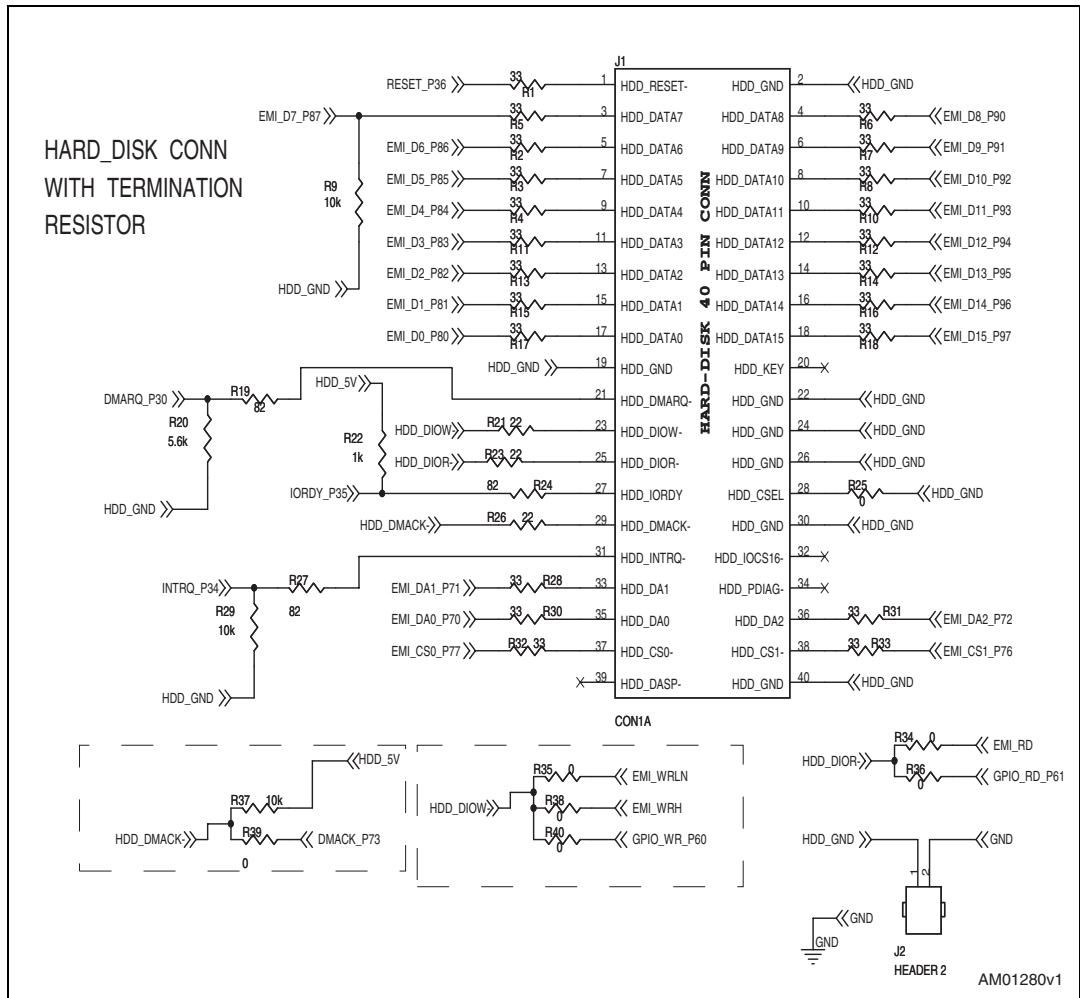 J1
RESET_P36 33 R1 1 HDD_RESET- HDD_GND 2 HDD_GND
EMI_D7_P87 33 R5 3 HDD_DATA7 HDD_DATA8 4 33 R6 EMI_D8_P90
HARD_DISK CONN
WITH TERMINATION
RESISTOR
EMI_D6_P86 33 R2 5 HDD_DATA6 HDD_DATA9 6 33 R7 EMI_D9_P91
R9
10k
EMI_D5_P85 33 R3 7 HDD_DATA5 HDD_DATA10 8 33 R8 EMI_D10_P92
EMI_D4_P84 33 R4 9 HDD_DATA4 HDD_DATA11 10 33 R10 EMI_D11_P93
EMI_D3_P83 33 R11 11 HDD_DATA3 HDD_DATA12 12 33 R12 EMI_D12_P94
EMI_D2_P82 33 R13 13 HDD_DATA2 HDD_DATA13 14 33 R14 EMI_D13_P95
HDD_GND
EMI_D1_P81 33 R15 15 HDD_DATA1 HDD_DATA14 16 33 R16 EMI_D14_P96
EMI_D0_P80 33 R17 17 HDD_DATA0 HDD_DATA15 18 33 R18 EMI_D15_P97
HARD-DISK 40 PIN CONN
HDD_GND 19 HDD_GND HDD_KEY 20
HDD_5V
DMARQ_P30 R19 82 21 HDD_DMARQ- HDD_GND 22 HDD_GND
R20
5.6k
HDD_DIOW- R21 22 23 HDD_DIOW- HDD_GND 24 HDD_GND
R22
1k
HDD_DIOR- R23 22 25 HDD_DIOR- HDD_GND 26 HDD_GND
IORDY_P35 82 R24 27 HDD_IORDY HDD_CSEL 28 R25 0 HDD_GND
HDD_GND
HDD_DMACK- R26 22 29 HDD_DMACK- HDD_GND 30 HDD_GND
31 HDD_INTRQ- HDD_IOCS16- 32
INTRQ_P34 R27 82
EMI_DA1_P71 33 R28 33 HDD_DA1 HDD_PDIAG- 34
R29
10k
EMI_DA0_P70 33 R30 35 HDD_DA0 HDD_DA2 36 33 R31 EMI_DA2_P72
EMI_CS0_P77 R32 33 37 HDD_CS0- HDD_CS1- 38 33 R33 EMI_CS1_P76
HDD_GND
39 HDD_DASP- HDD_GND 40 HDD_GND
CON1A
HDD_5V
R37 10k
HDD_DMACK- R39 0 DMACK_P73
R35 0 EMI_WRLN
HDD_DIOW R38 0 EMI_WRH
R40 0 GPIO_WR_P60
R34 0 EMI_RD
HDD_DIOR-
R36 0 GPIO_RD_P61
HDD_GND GND
1 2
GND
GND
J2
HEADER 2
AM01280v1